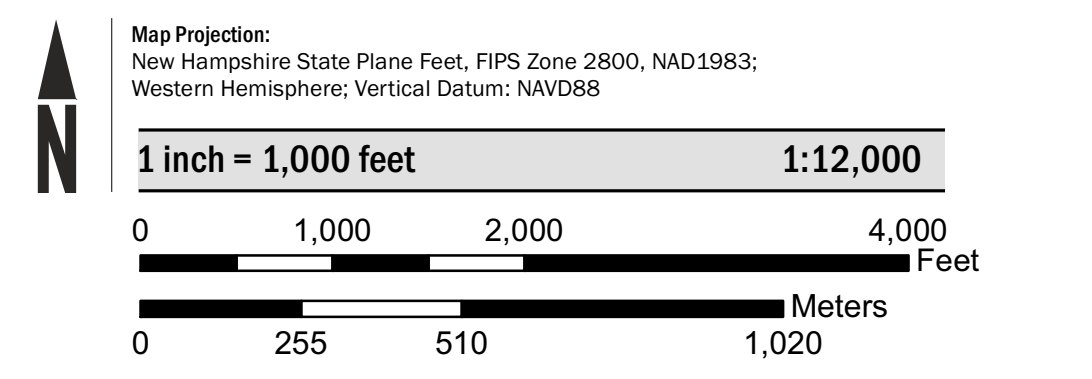 Map Projection:
New Hampshire State Plane Feet, FIPS Zone 2800, NAD1983;
Western Hemisphere; Vertical Datum: NAVD88
N
1 inch = 1,000 feet 1:12,000
0 1,000 2,000 4,000
Feet
Meters
0 255 510 1,020